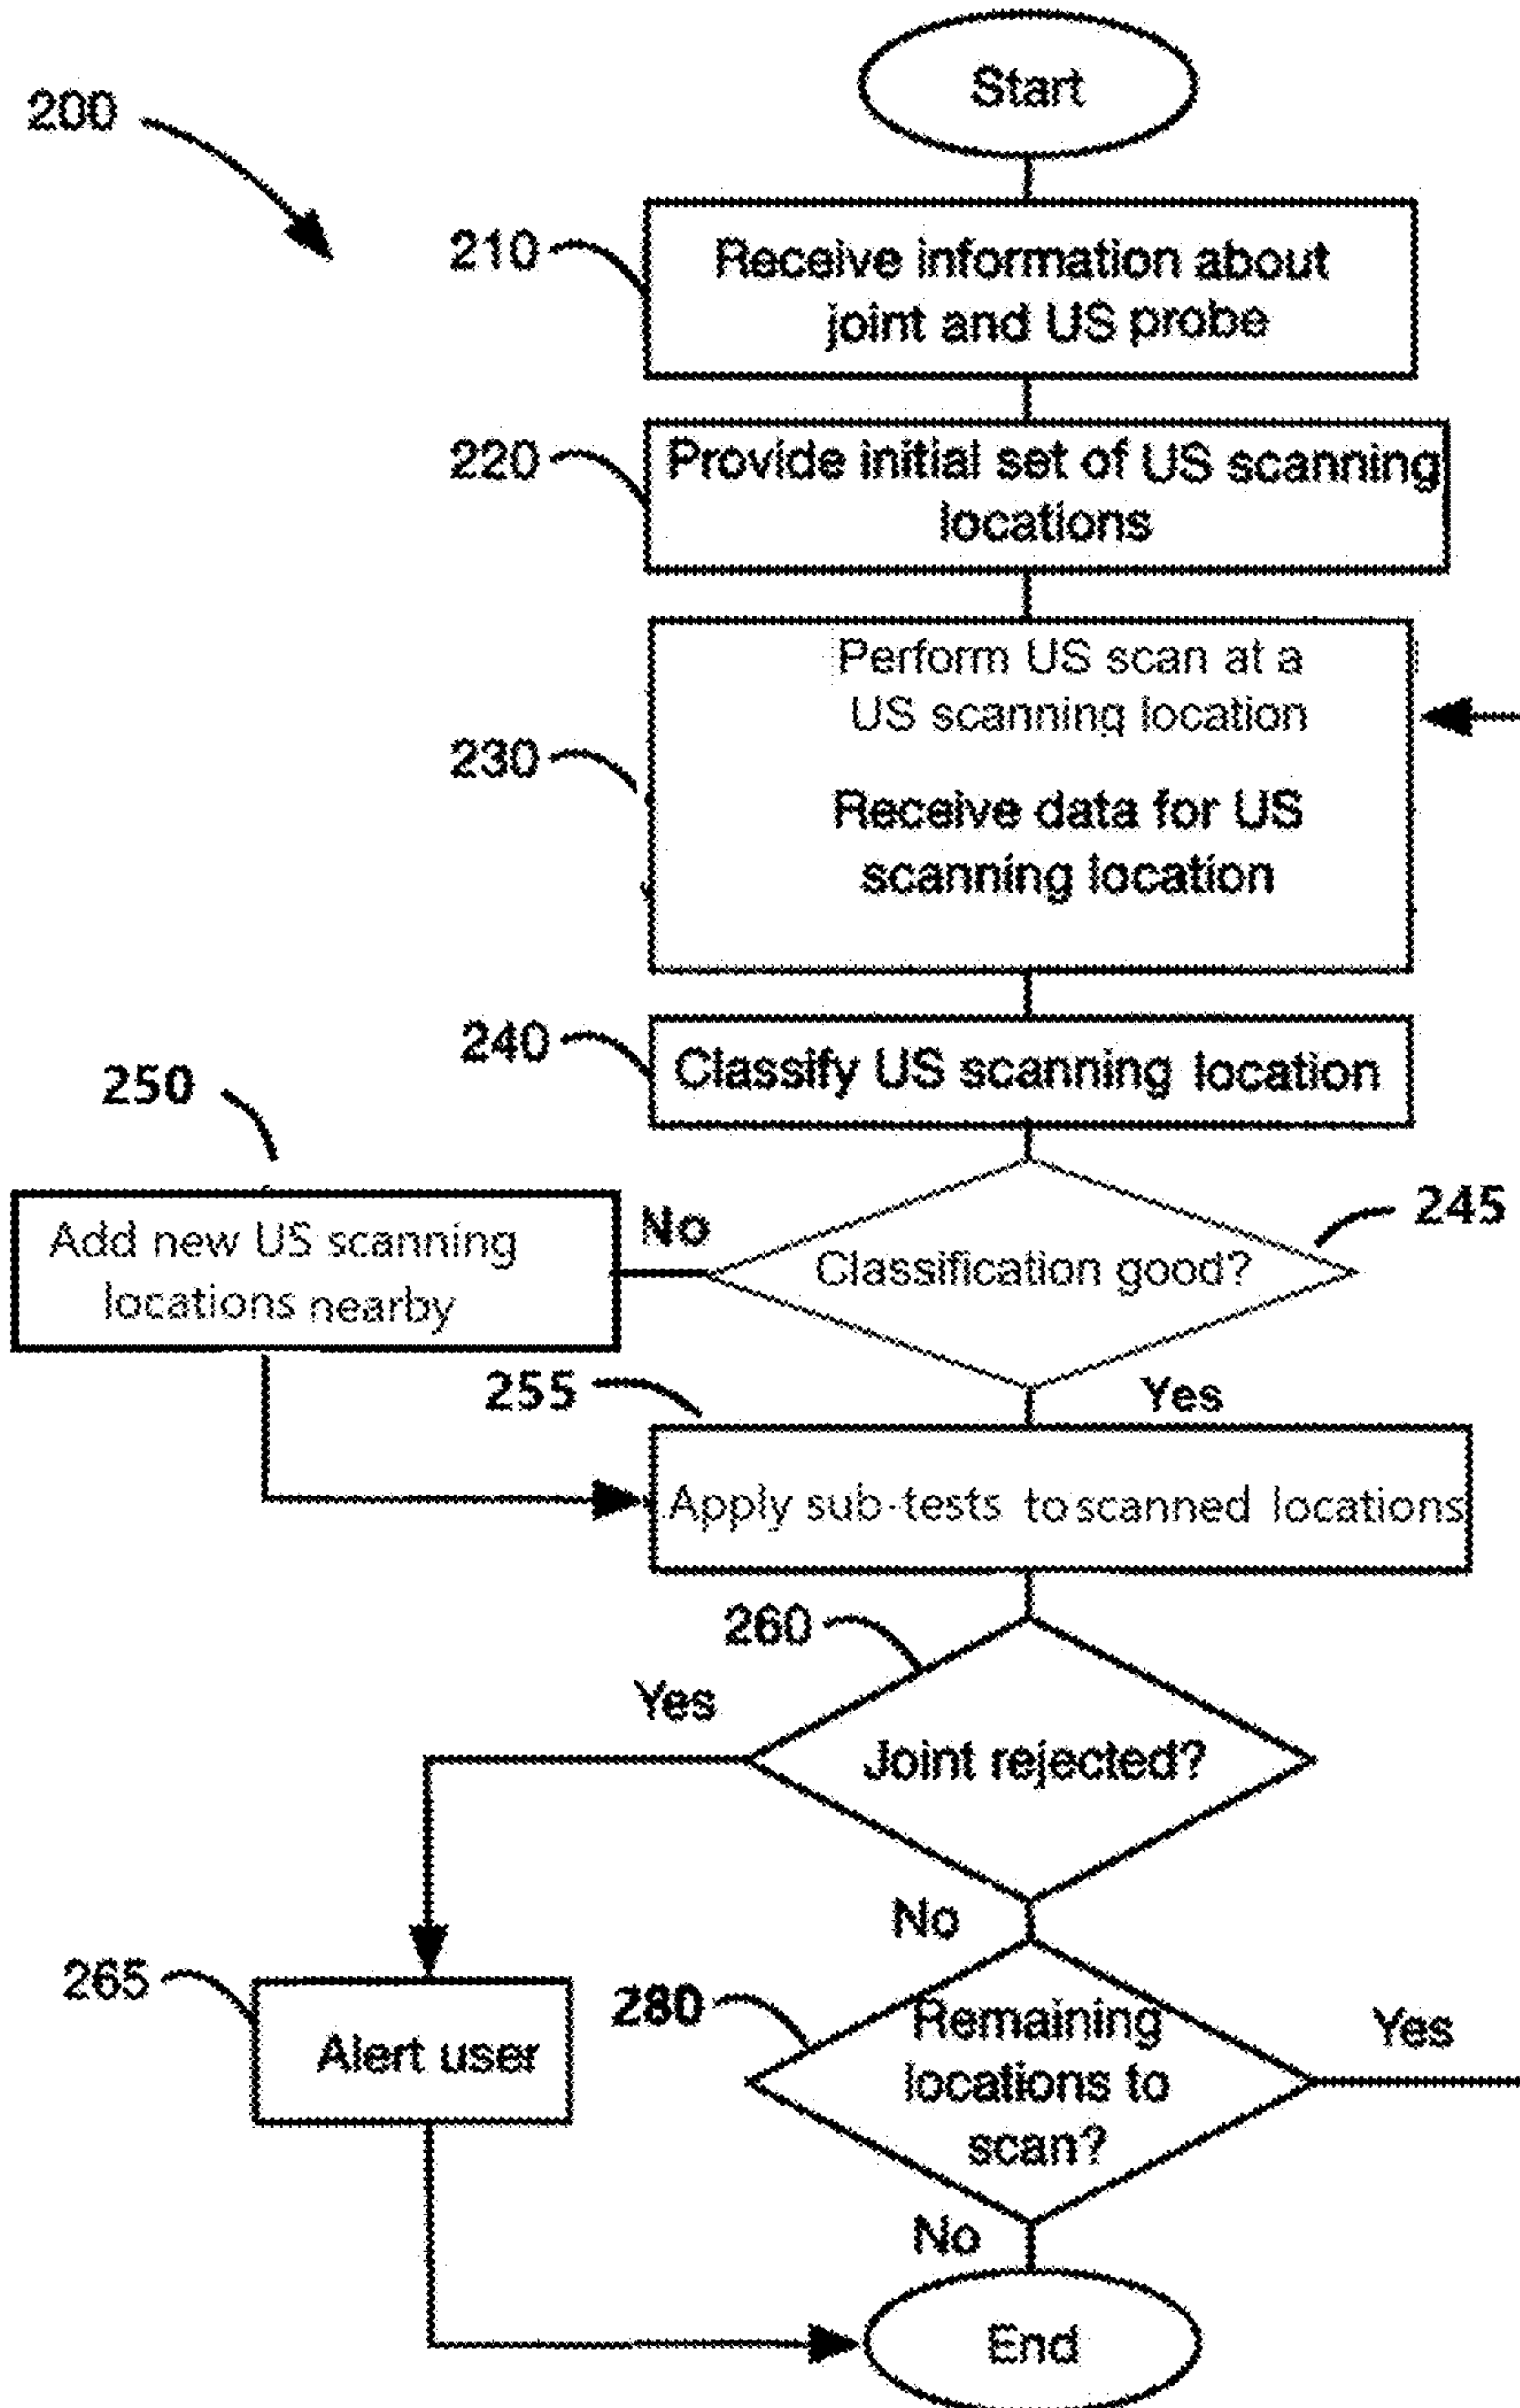 Start
200
210
Receive information about
joint and US probe
220
Provide initial set of US scanning
locations
Perform US scan at a
US scanning location
230
Receive data for US
scanning location
240
Classify US scanning location
250
245
No
Add new US scanning
locations nearby
Classification good?
255
Yes
Apply sub-tests to scanned locations
260
Yes
Joint rejected?
No
265
280
Alert user
Remaining
locations to
scan?
Yes
No
End